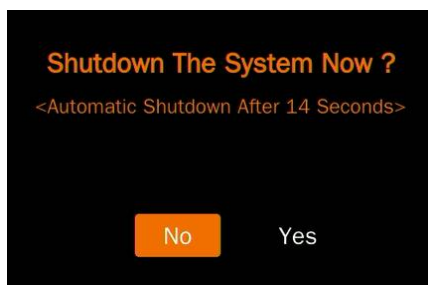 Shutdown The System Now ?
<Automatic Shutdown After 14 Seconds>
No
Yes